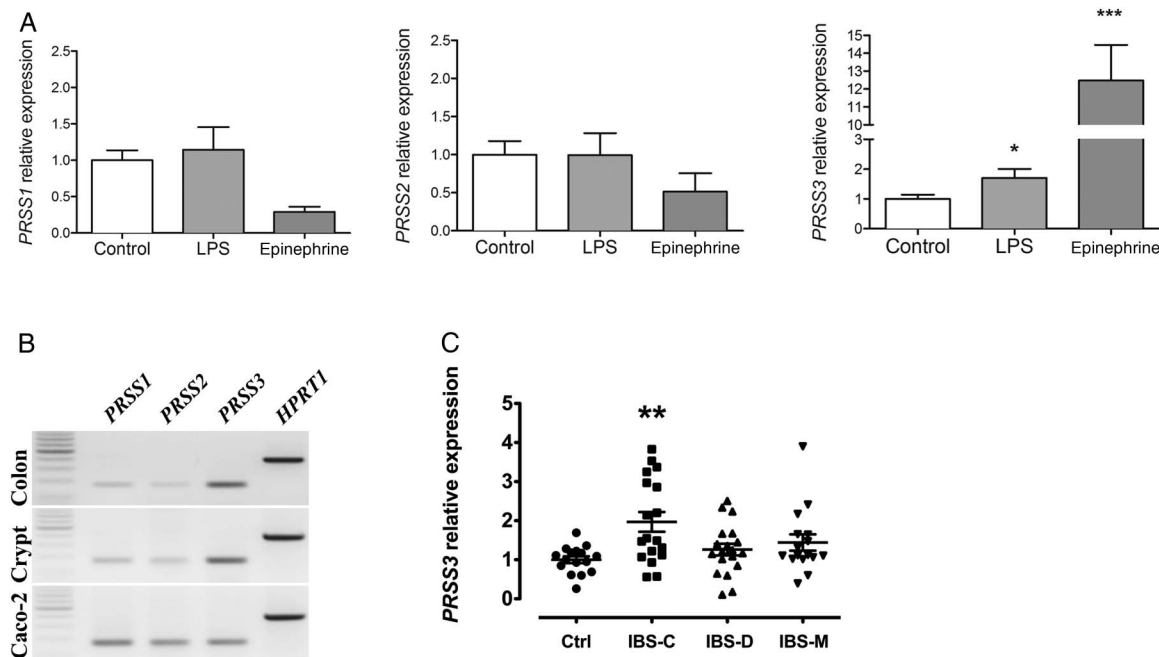 A
PRSS1 relative expression
2.5
2.0
1.5
1.0
0.5
0.0
Control LPS Epinephrine
PRSS2 relative expression
2.5
2.0
1.5
1.0
0.5
0.0
Control LPS Epinephrine
PRSS3 relative expression
15
14
13
12
11
10
3
2
1
0
*
***
Control LPS Epinephrine
B
PRSS1 PRSS2 PRSS3 HPRT1
Colon
Crypt
Caco-2
C
PRSS3 relative expression
5
4
3
2
1
0
**
Ctrl IBS-C IBS-D IBS-M